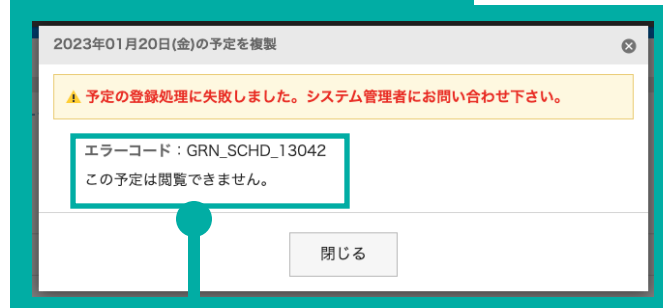 2023年01月20日(金)の予定を複製
予定の登録処理に失敗しました。システム管理者にお問い合わせ下さい。
エラーコード：GRN_SCHD_13042
この予定は閲覧できません。
閉じる